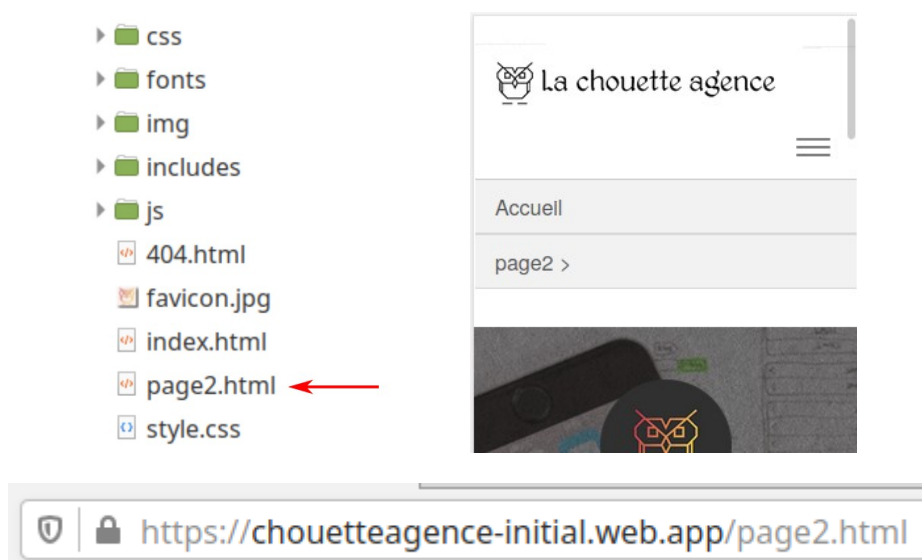 css
fonts
img
includes
js
404.html
favicon.jpg
index.html
page2.html
style.css
La chouette agence
Accueil
page2 >
https://chouetteagence-initial.web.app/page2.html